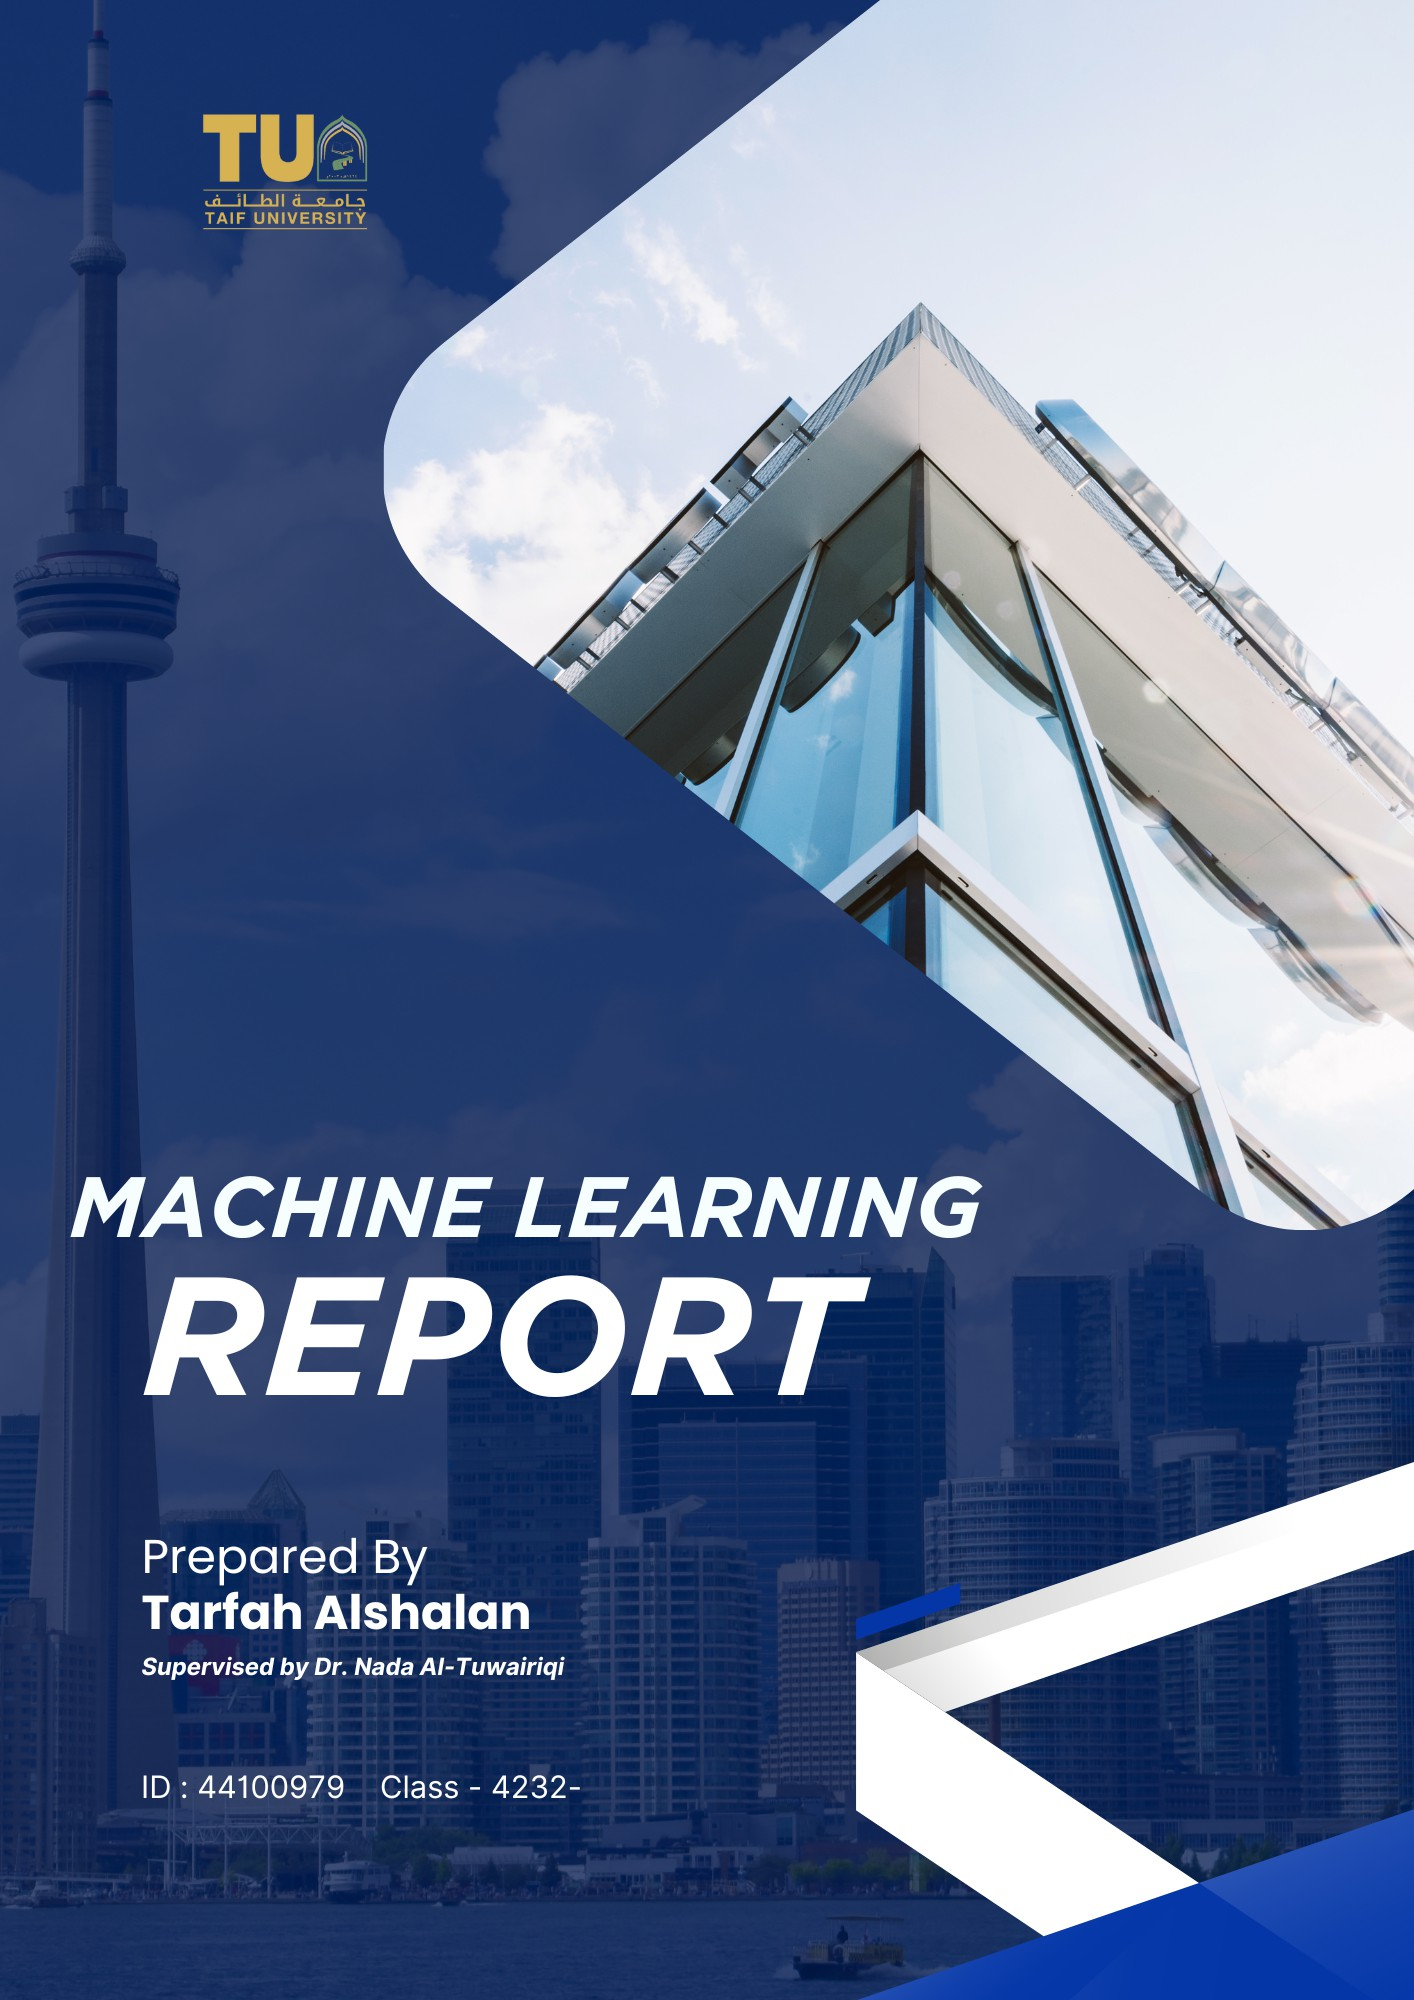 TU
جامعة الطائف
TAIF UNIVERSITY
MACHINE LEARNING
REPORT
Prepared By
Tarfah Alshalan
Supervised by Dr. Nada Al-Tuwairiqi
ID : 44100979 Class - 4232-